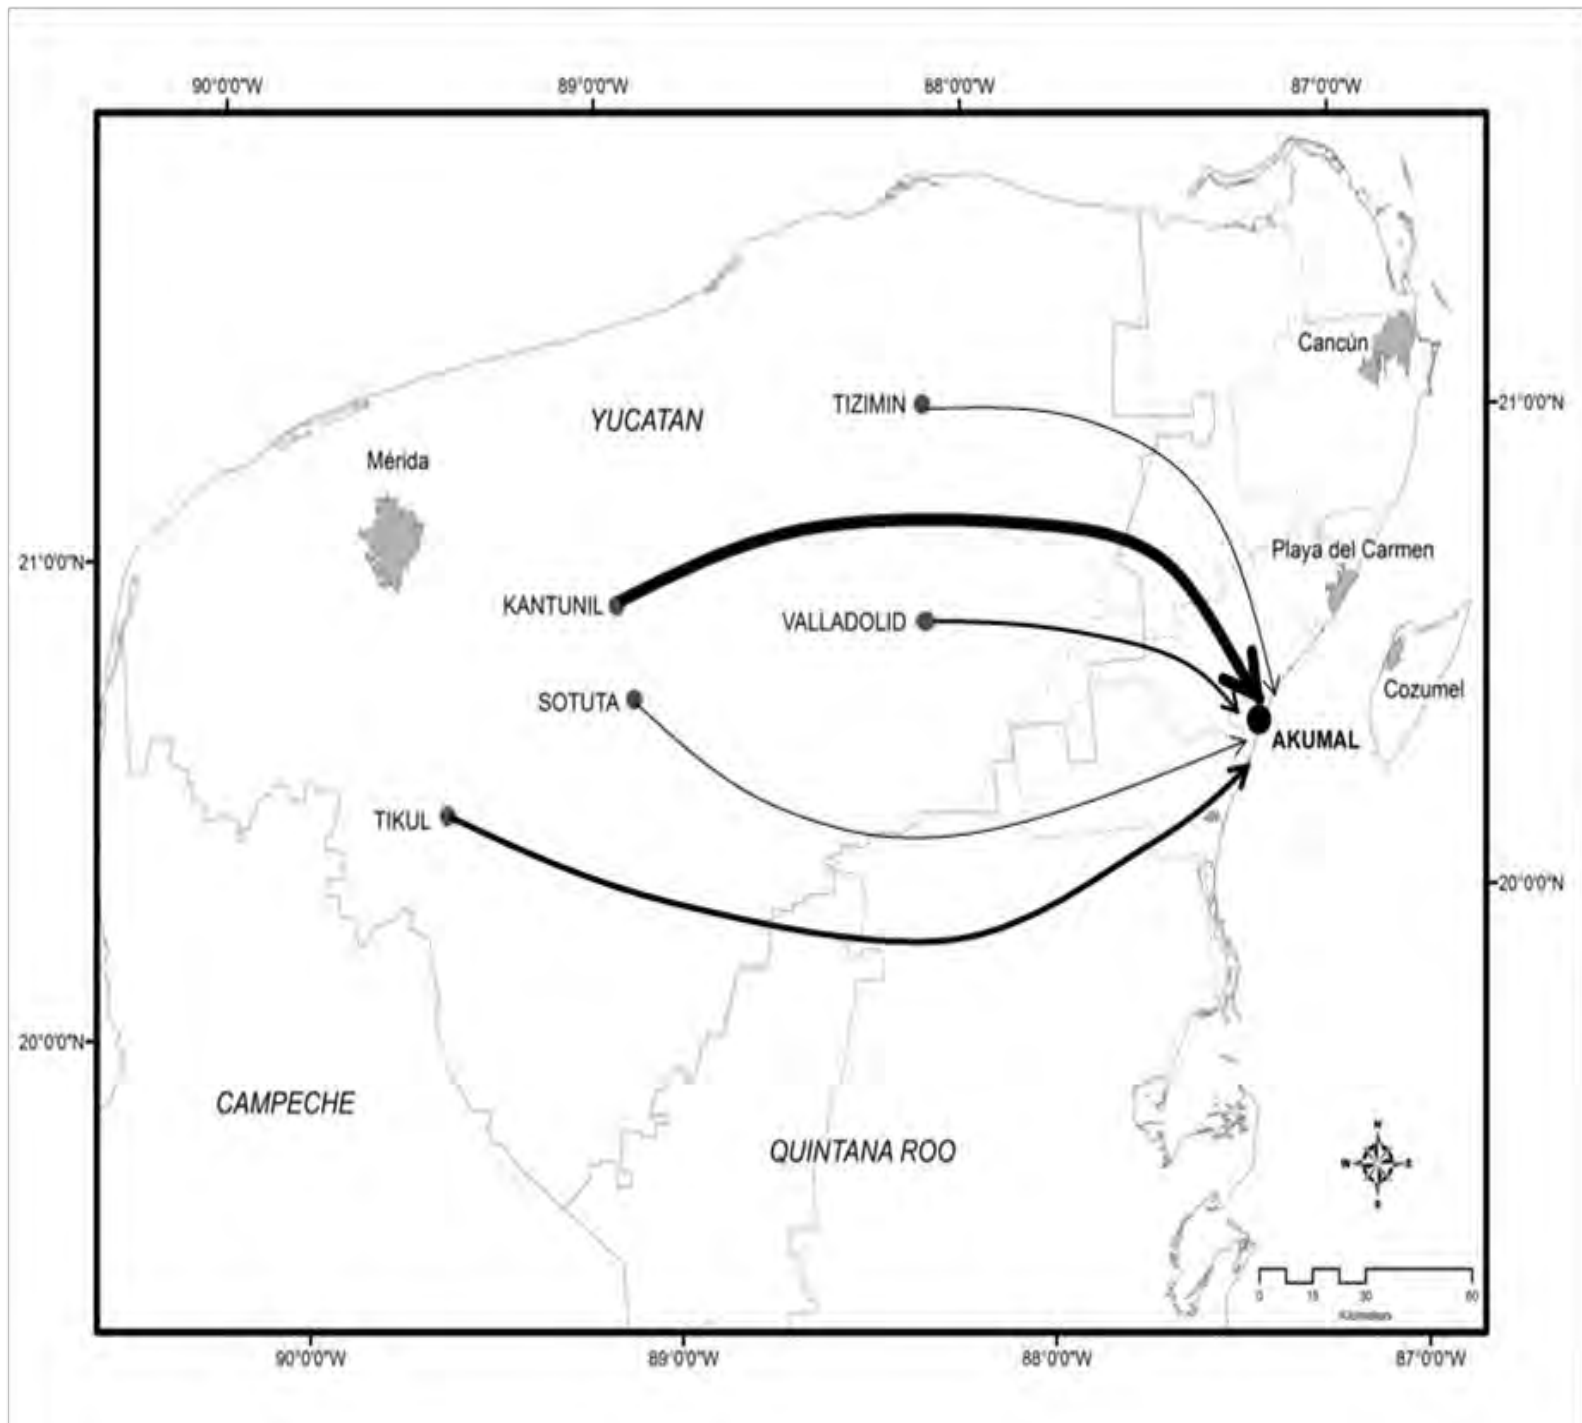 90°0'0"W 89°0'0"W 88°0'0"W 87°0'0"W
Cancún
21°0'0"N
TIZIMIN
YUCATAN
Mérida
Playa del Carmen
21°0'0"N
KANTUNIL
VALLADOLID
Cozumel
SOTUTA
AKUMAL
TIKUL
20°0'0"N
20°0'0"N
CAMPECHE
QUINTANA ROO
N
W E
S
0 15 30 60
Kilometers
90°0'0"W 89°0'0"W 88°0'0"W 87°0'0"W